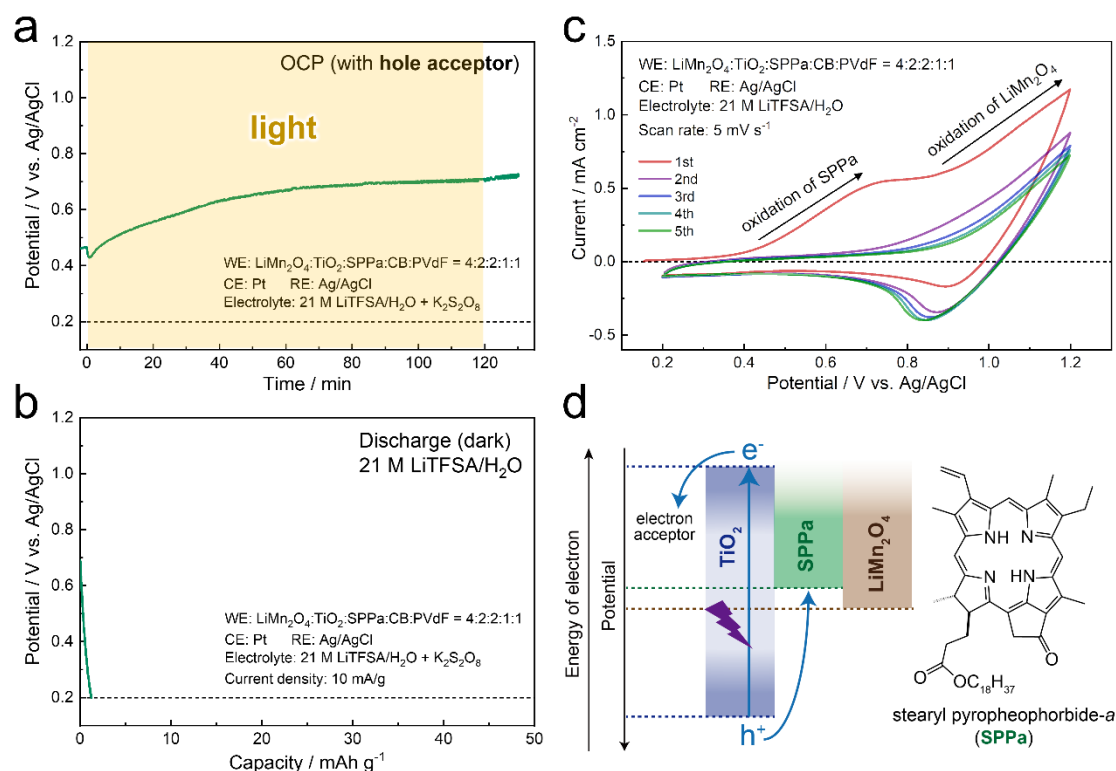 a
1.2
1.0
0.8
0.6
0.4
0.2
Potential / V vs. Ag/AgCl
OCP (with hole acceptor)
light
WE: LiMn₂O₄:TiO₂:SPPa:CB:PVdF = 4:2:2:1:1
CE: Pt RE: Ag/AgCl
Electrolyte: 21 M LiTFSA/H₂O + K₂S₂O₈
0 20 40 60 80 100 120
Time / min
b
1.2
1.0
0.8
0.6
0.4
0.2
Potential / V vs. Ag/AgCl
Discharge (dark)
21 M LiTFSA/H₂O
WE: LiMn₂O₄:TiO₂:SPPa:CB:PVdF = 4:2:2:1:1
CE: Pt RE: Ag/AgCl
Electrolyte: 21 M LiTFSA/H₂O + K₂S₂O₈
Current density: 10 mA/g
0 10 20 30 40 50
Capacity / mAh g⁻¹
c
1.5
1.0
0.5
0.0
-0.5
Current / mA cm⁻²
WE: LiMn₂O₄:TiO₂:SPPa:CB:PVdF = 4:2:2:1:1
CE: Pt RE: Ag/AgCl
Electrolyte: 21 M LiTFSA/H₂O
Scan rate: 5 mV s⁻¹
1st
2nd
3rd
4th
5th
oxidation of SPPa
oxidation of LiMn₂O₄
0.2 0.4 0.6 0.8 1.0 1.2
Potential / V vs. Ag/AgCl
d
Energy of electron
Potential
e⁻
electron
acceptor
TiO₂
SPPa
LiMn₂O₄
h⁺
NH N
N HN
O
O
OC₁₈H₃₇
stearyl pyropheophorbide-a
(SPPa)